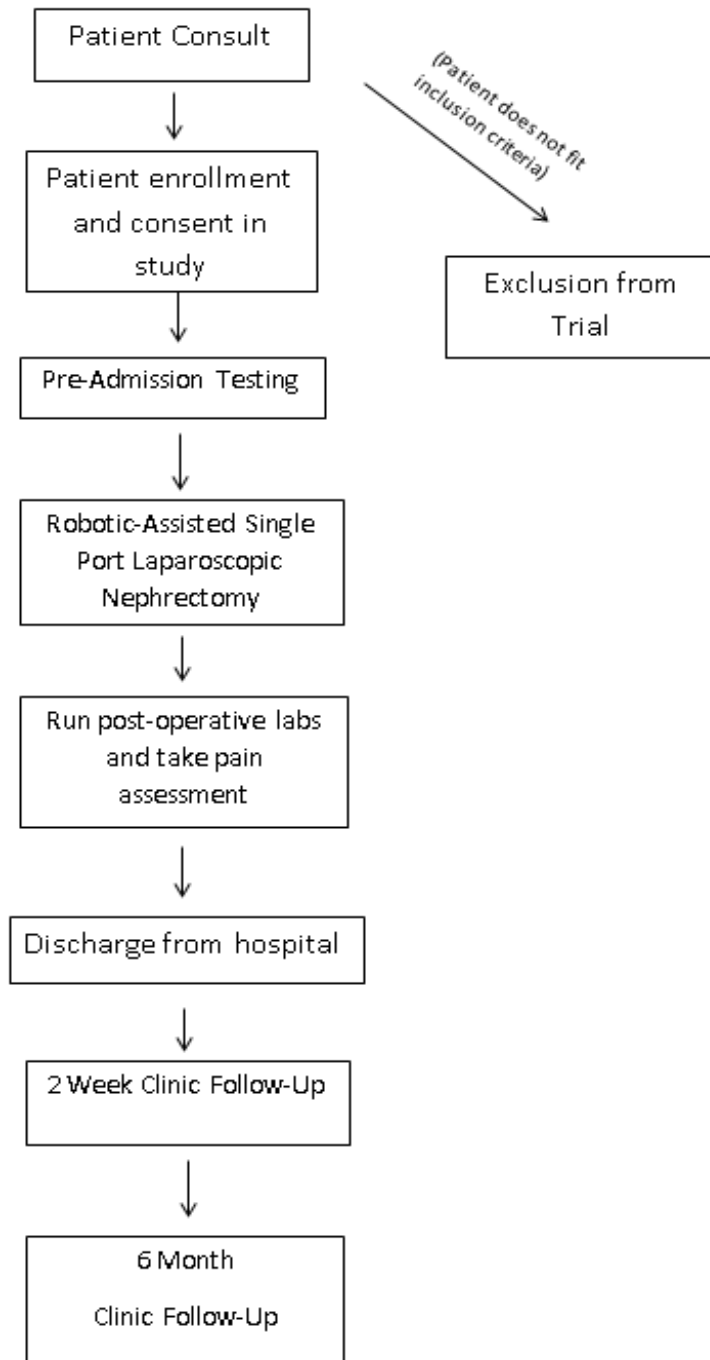 Patient Consult
(Patient does not fit
inclusion criteria)
Patient enrollment
and consent in
study
Exclusion from
Trial
Pre-Admission Testing
Robotic-Assisted Single
Port Laparoscopic
Nephrectomy
Run post-operative labs
and take pain
assessment
Discharge from hospital
2 Week Clinic Follow-Up
6 Month
Clinic Follow-Up